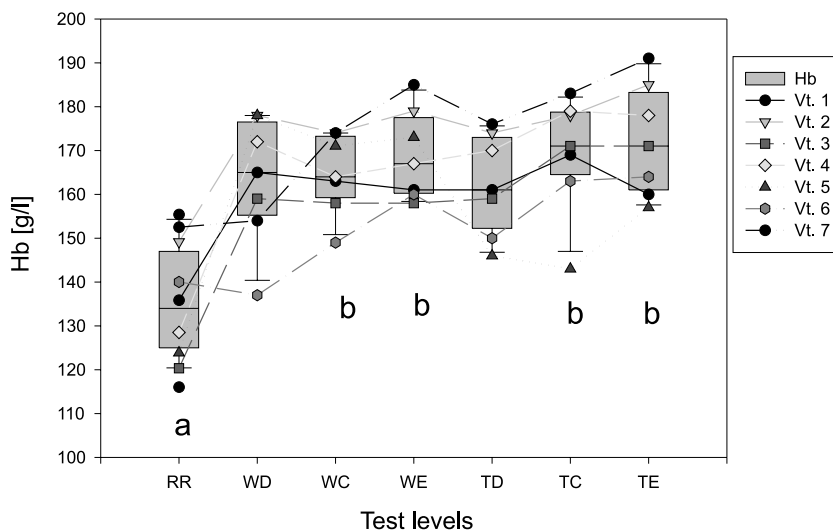 200
190
180
170
160
150
140
130
120
110
100
Hb [g/l]
a
b
b
b
b
RR WD WC WE TD TC TE
Test levels
Hb
Vt. 1
Vt. 2
Vt. 3
Vt. 4
Vt. 5
Vt. 6
Vt. 7